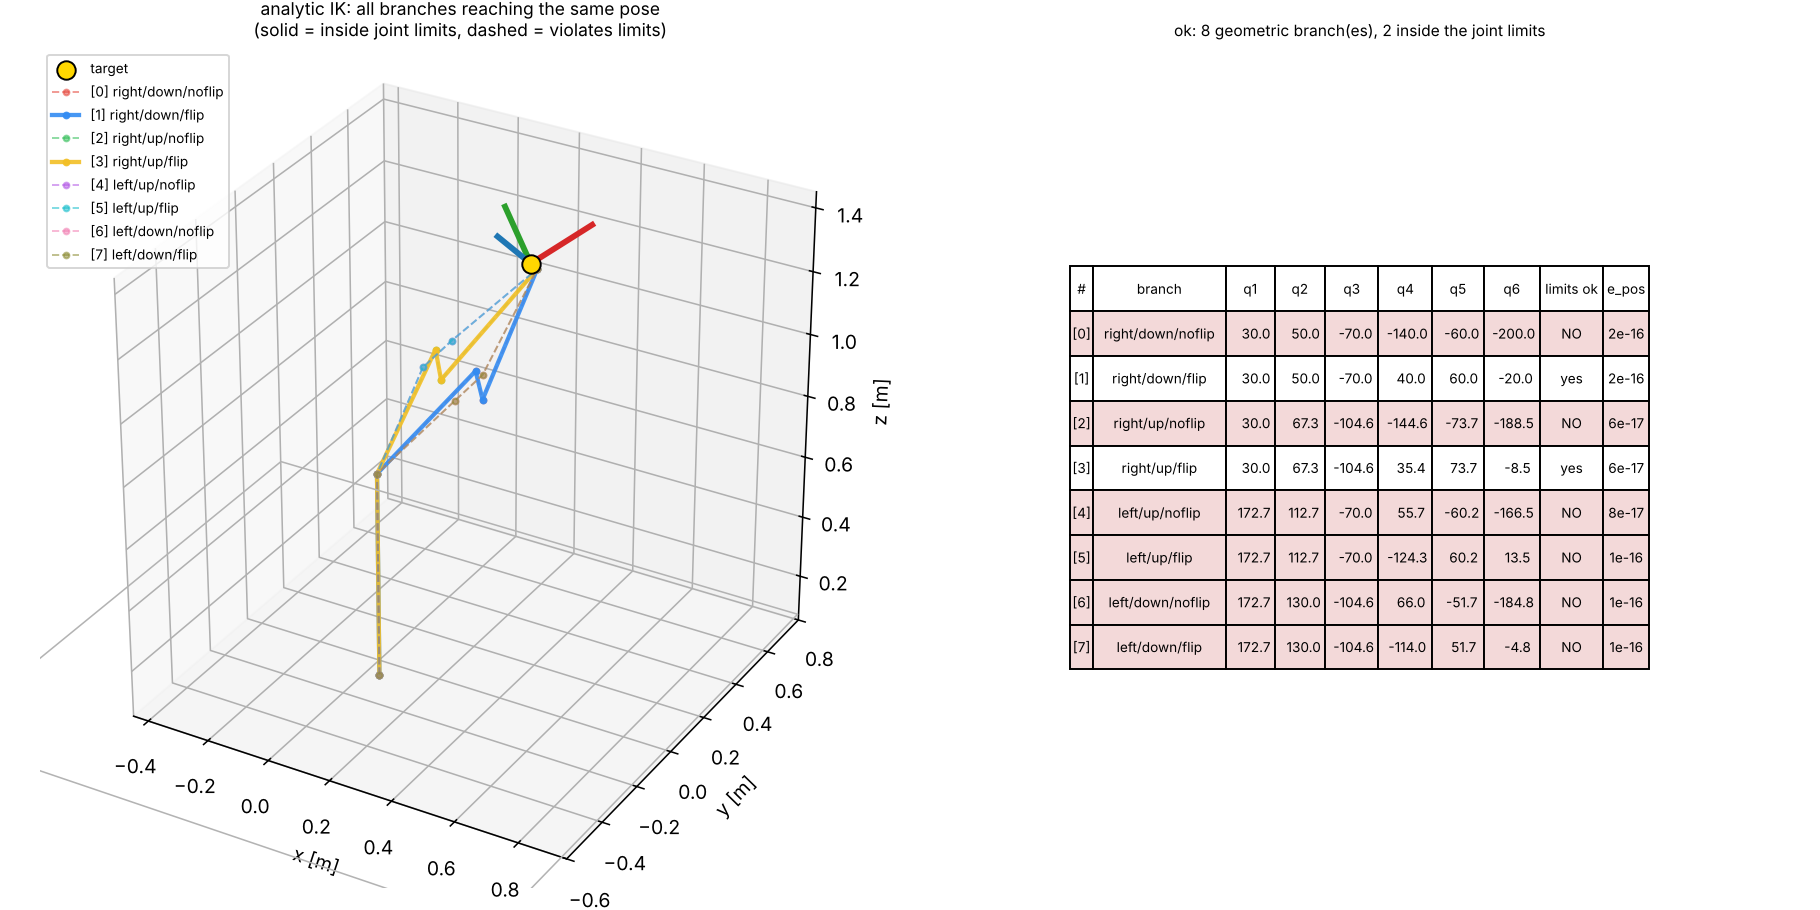 analytic IK: all branches reaching the same pose
(solid = inside joint limits, dashed = violates limits)
target
[0] right/down/noflip
[1] right/down/flip
[2] right/up/noflip
[3] right/up/flip
[4] left/up/noflip
[5] left/up/flip
[6] left/down/noflip
[7] left/down/flip
1.4
1.2
1.0
0.8
0.6
0.4
0.2
z [m]
0.8
0.6
0.4
0.2
0.0
−0.2
−0.4
−0.6
y [m]
−0.4
−0.2
0.0
0.2
0.4
0.6
0.8
x [m]
ok: 8 geometric branch(es), 2 inside the joint limits
# branch q1 q2 q3 q4 q5 q6 limits ok e_pos
[0] right/down/noflip 30.0 50.0 -70.0 -140.0 -60.0 -200.0 NO 2e-16
[1] right/down/flip 30.0 50.0 -70.0 40.0 60.0 -20.0 yes 2e-16
[2] right/up/noflip 30.0 67.3 -104.6 -144.6 -73.7 -188.5 NO 6e-17
[3] right/up/flip 30.0 67.3 -104.6 35.4 73.7 -8.5 yes 6e-17
[4] left/up/noflip 172.7 112.7 -70.0 55.7 -60.2 -166.5 NO 8e-17
[5] left/up/flip 172.7 112.7 -70.0 -124.3 60.2 13.5 NO 1e-16
[6] left/down/noflip 172.7 130.0 -104.6 66.0 -51.7 -184.8 NO 1e-16
[7] left/down/flip 172.7 130.0 -104.6 -114.0 51.7 -4.8 NO 1e-16